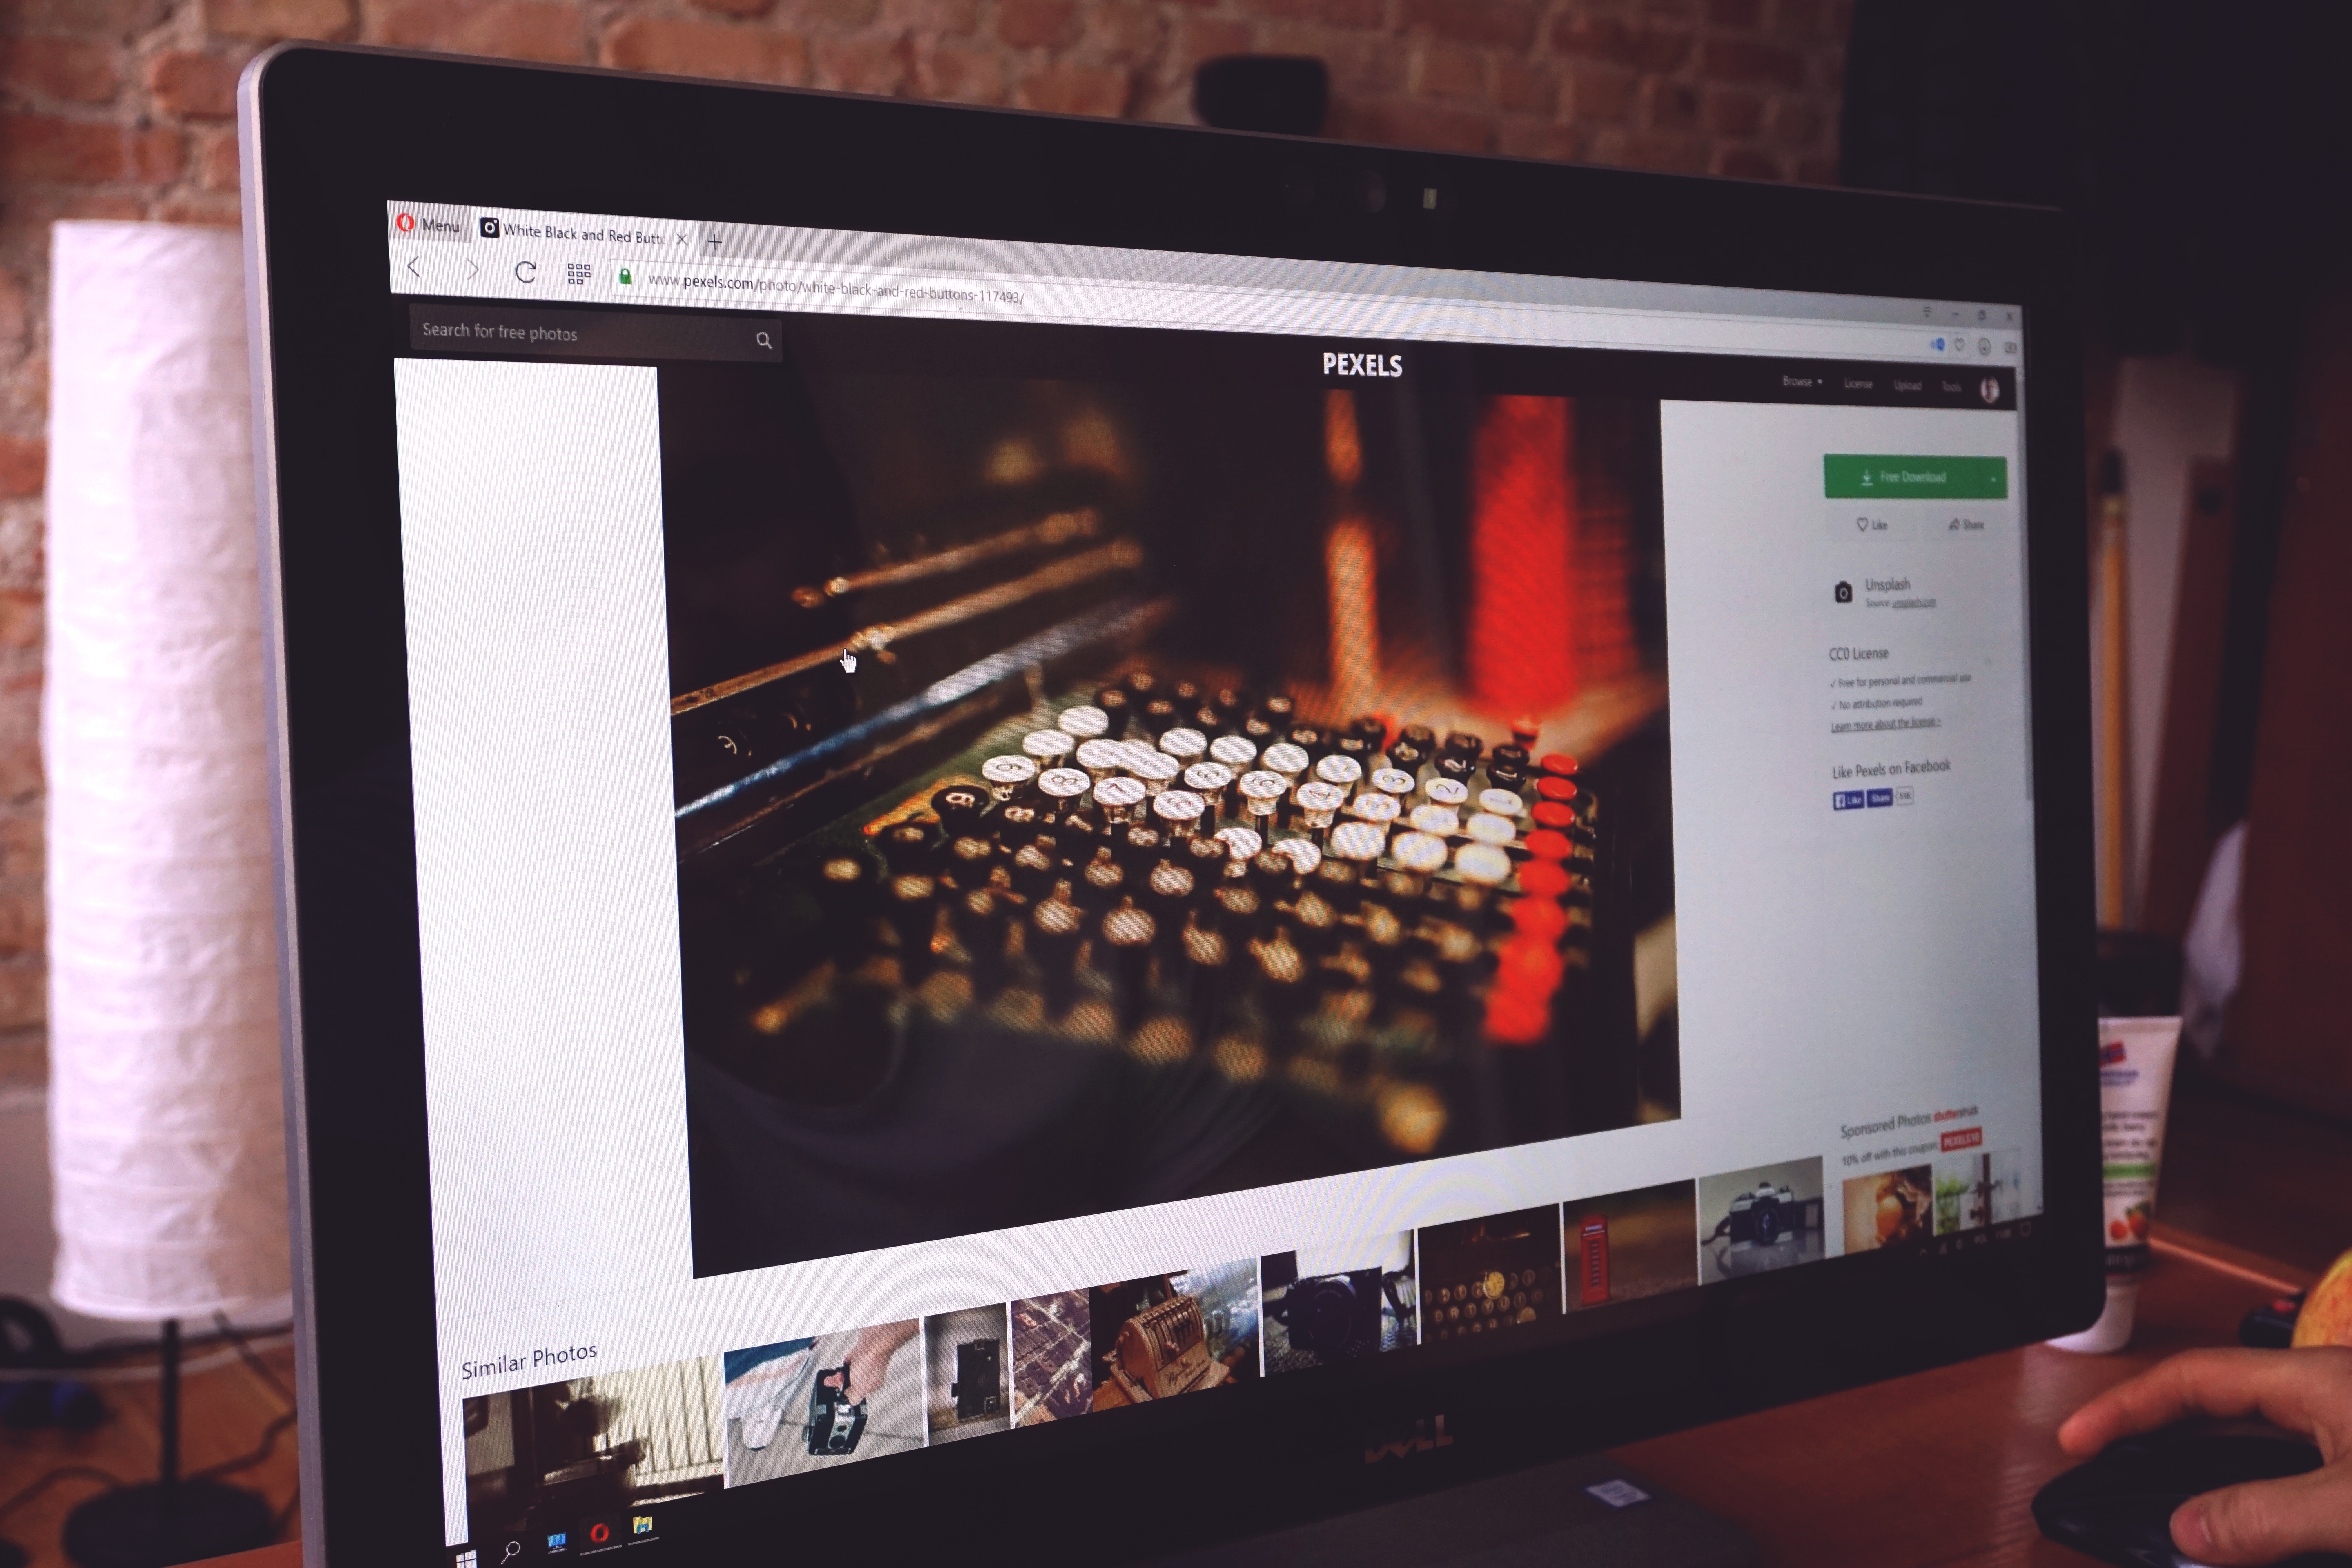 Menu
White Black and Red Butto
www.pexels.com/photo/white-black-and-red-buttons-117493/
Search for free photos
PEXELS
Browse
License
Upload
Tools
Free Download
Like
Share
Unsplash
Source: unsplash.com
CC0 License
✓ Free for personal and commercial use
✓ No attribution required
Learn more about the license >
Like Pexels on Facebook
Like
Share
Sponsored Photos shutterstock
10% off with this coupon: PEXELS10
Similar Photos
DELL